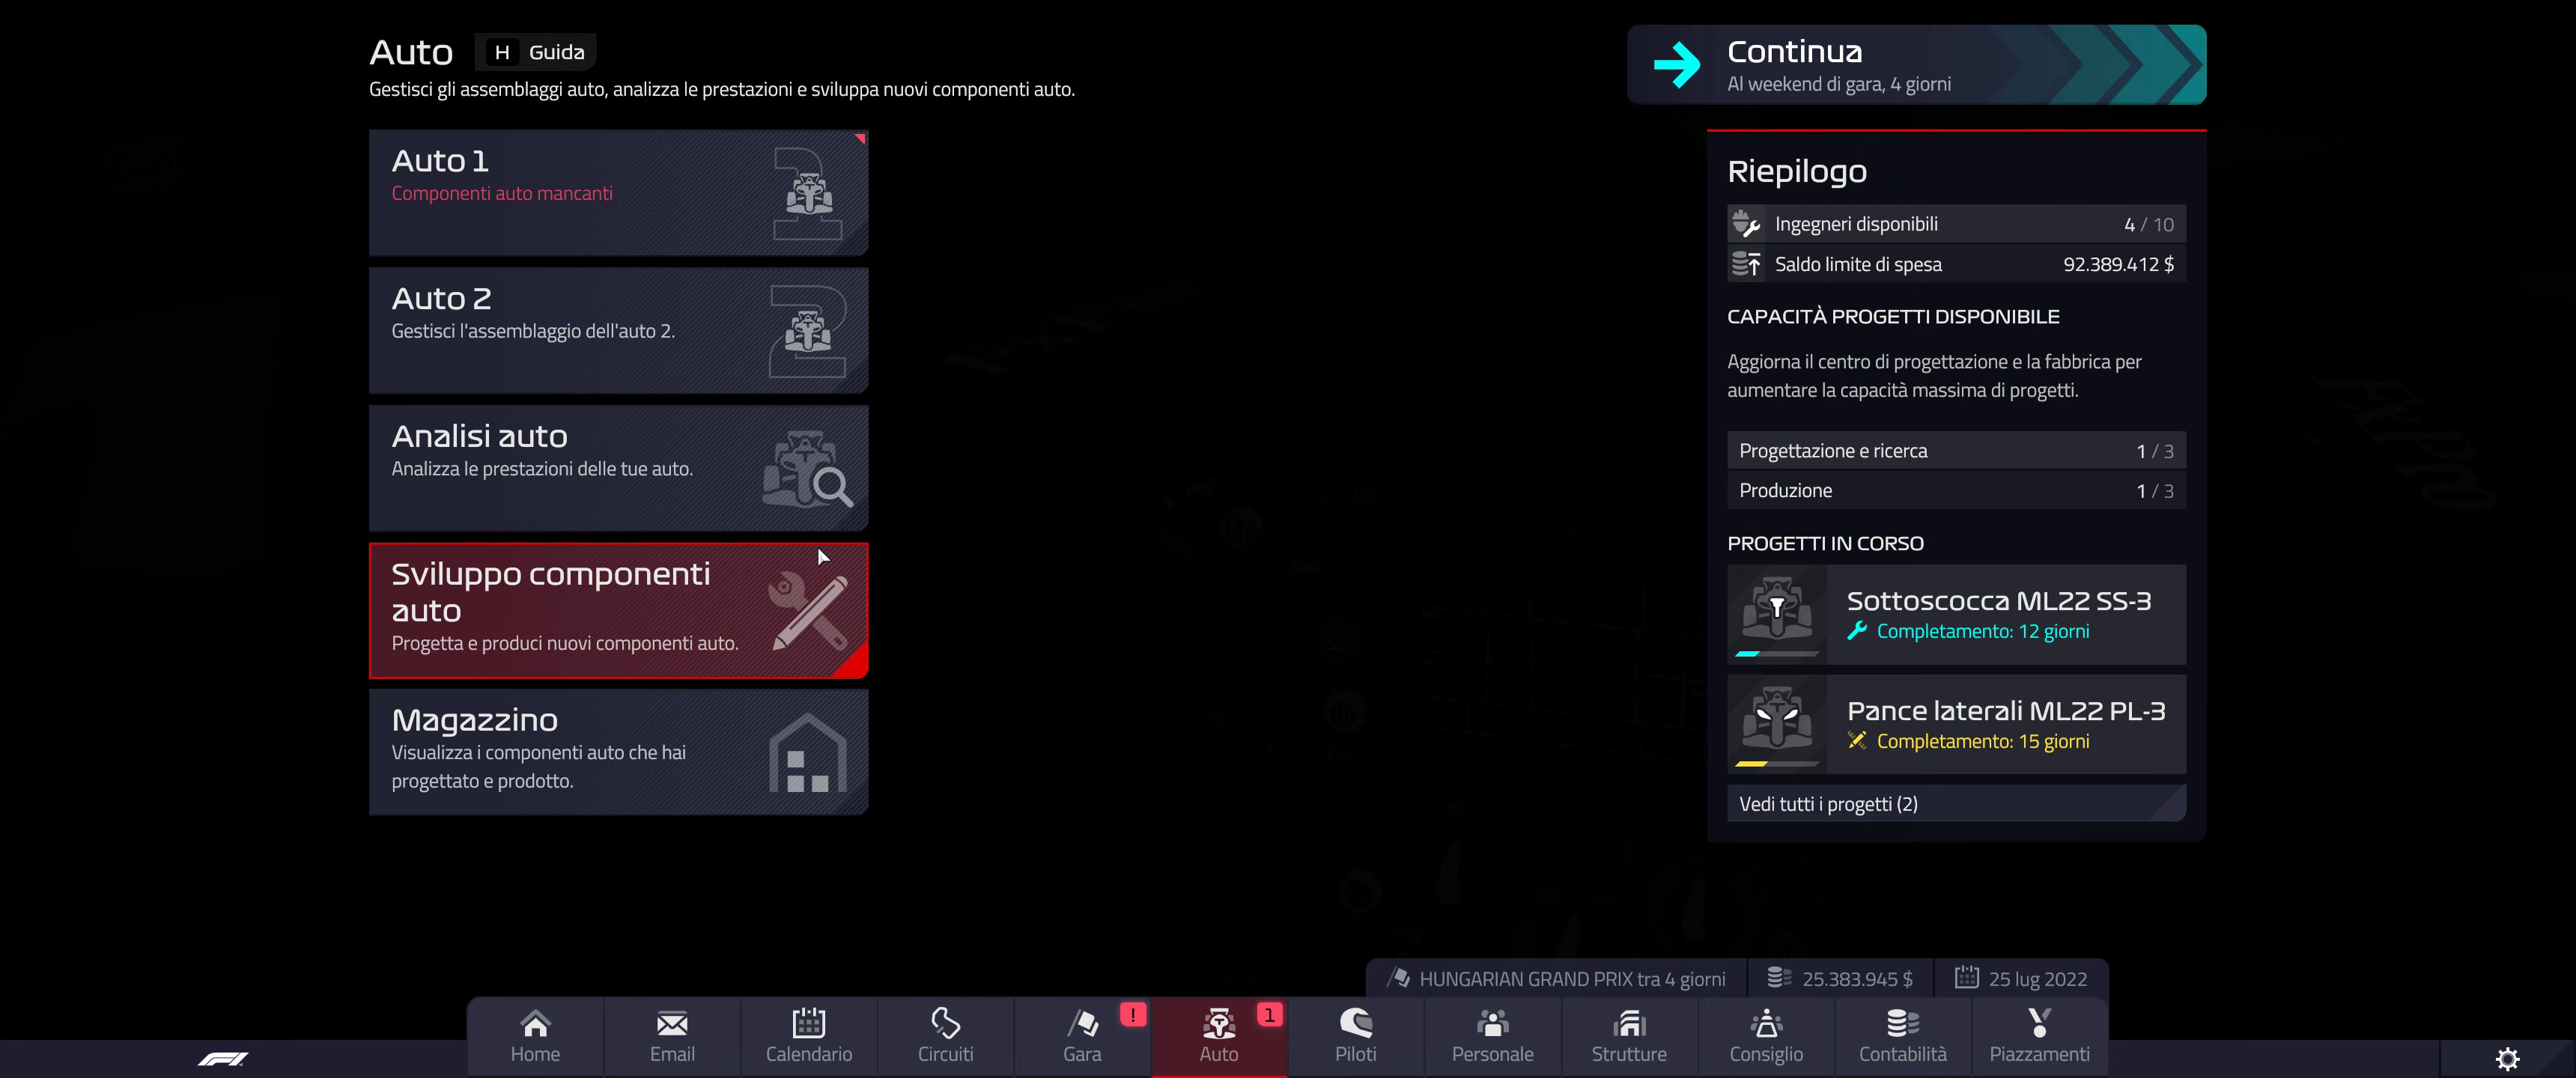 Auto
H Guida
Gestisci gli assemblaggi auto, analizza le prestazioni e sviluppa nuovi componenti auto.
Continua
Al weekend di gara, 4 giorni
Auto 1
Componenti auto mancanti
Auto 2
Gestisci l'assemblaggio dell'auto 2.
Analisi auto
Analizza le prestazioni delle tue auto.
Sviluppo componenti
auto
Progetta e produci nuovi componenti auto.
Magazzino
Visualizza i componenti auto che hai
progettato e prodotto.
Riepilogo
Ingegneri disponibili 4 / 10
Saldo limite di spesa 92.389.412 $
CAPACITÀ PROGETTI DISPONIBILE
Aggiorna il centro di progettazione e la fabbrica per
aumentare la capacità massima di progetti.
Progettazione e ricerca 1 / 3
Produzione 1 / 3
PROGETTI IN CORSO
Sottoscocca ML22 SS-3
Completamento: 12 giorni
Pance laterali ML22 PL-3
Completamento: 15 giorni
Vedi tutti i progetti (2)
HUNGARIAN GRAND PRIX tra 4 giorni 25.383.945 $ 25 lug 2022
! 1
Home Email Calendario Circuiti Gara Auto Piloti Personale Strutture Consiglio Contabilità Piazzamenti